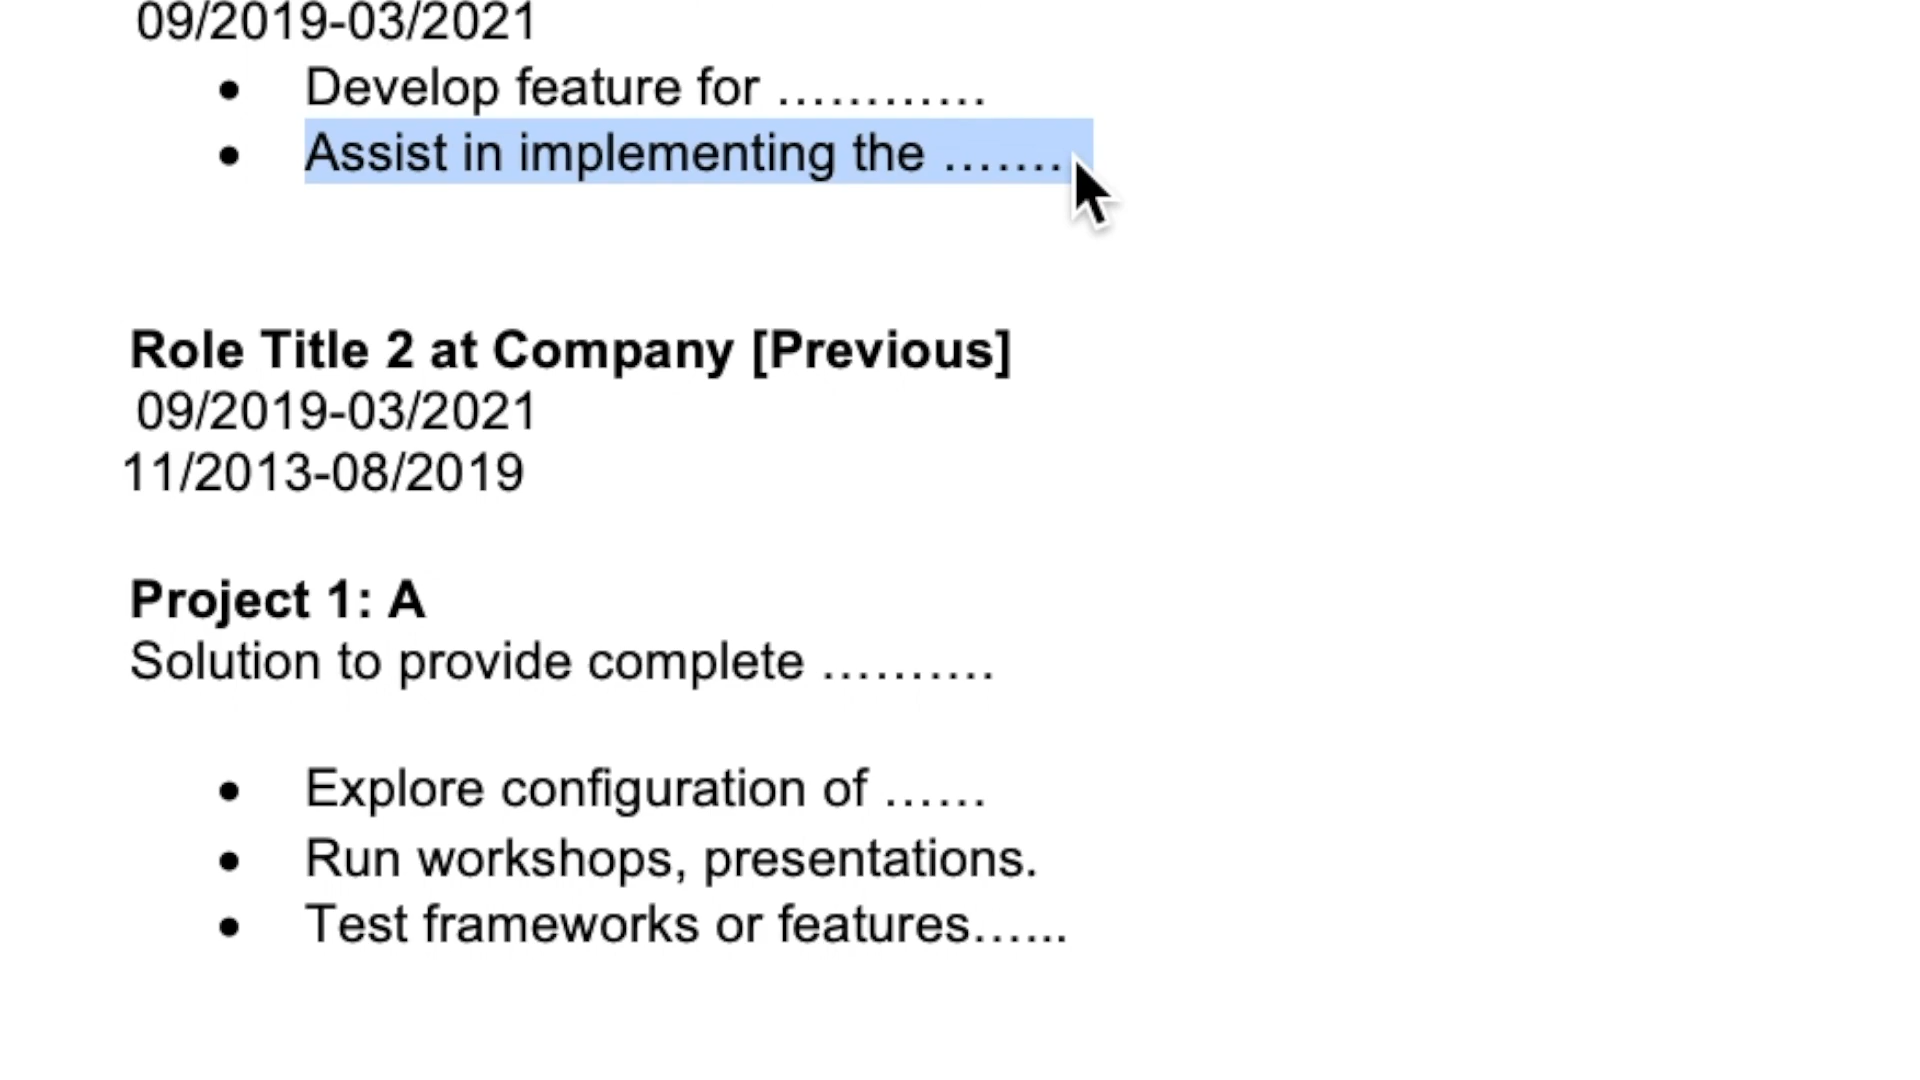 09/2019-03/2021
• Develop feature for …………
• Assist in implementing the …….
Role Title 2 at Company [Previous]
09/2019-03/2021
11/2013-08/2019
Project 1: A
Solution to provide complete ……….
• Explore configuration of ……
• Run workshops, presentations.
• Test frameworks or features…...